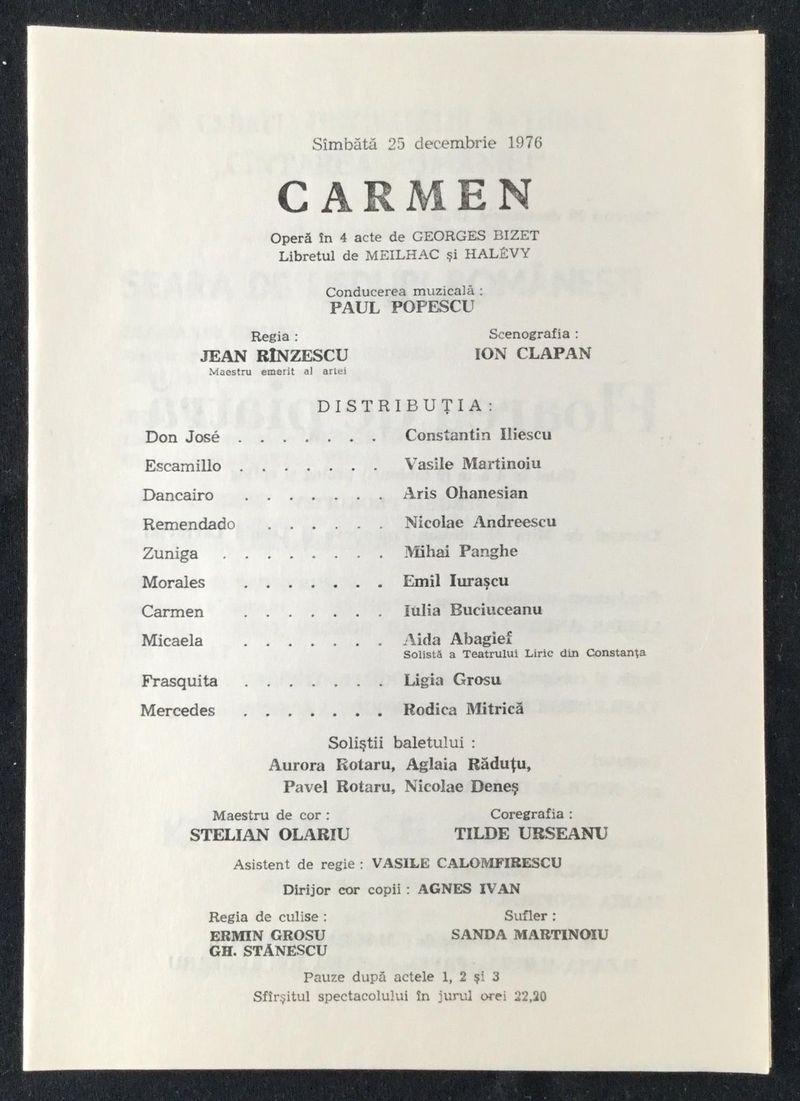 Sîmbătă 25 decembrie 1976
CARMEN
Operă în 4 acte de GEORGES BIZET
Libretul de MEILHAC și HALÉVY
Conducerea muzicală :
PAUL POPESCU
Regia :
JEAN RÎNZESCU
Maestru emerit al artei
Scenografia :
ION CLAPAN
DISTRIBUȚIA :
Don José . . . . . . . Constantin Iliescu
Escamillo . . . . . . . Vasile Martinoiu
Dancairo . . . . . . . Aris Ohanesian
Remendado . . . . . . Nicolae Andreescu
Zuniga . . . . . . . . Mihai Panghe
Morales . . . . . . . Emil Iurașcu
Carmen . . . . . . . Iulia Buciuceanu
Micaela . . . . . . . Aida Abagief
Solistă a Teatrului Liric din Constanța
Frasquita . . . . . . . Ligia Grosu
Mercedes . . . . . . . Rodica Mitrică
Soliștii baletului :
Aurora Rotaru, Aglaia Răduțu,
Pavel Rotaru, Nicolae Deneș
Maestru de cor :
STELIAN OLARIU
Coregrafia :
TILDE URSEANU
Asistent de regie : VASILE CALOMFIRESCU
Dirijor cor copii : AGNES IVAN
Regia de culise :
ERMIN GROSU
GH. STĂNESCU
Sufler :
SANDA MARTINOIU
Pauze după actele 1, 2 și 3
Sfîrșitul spectacolului în jurul orei 22,20